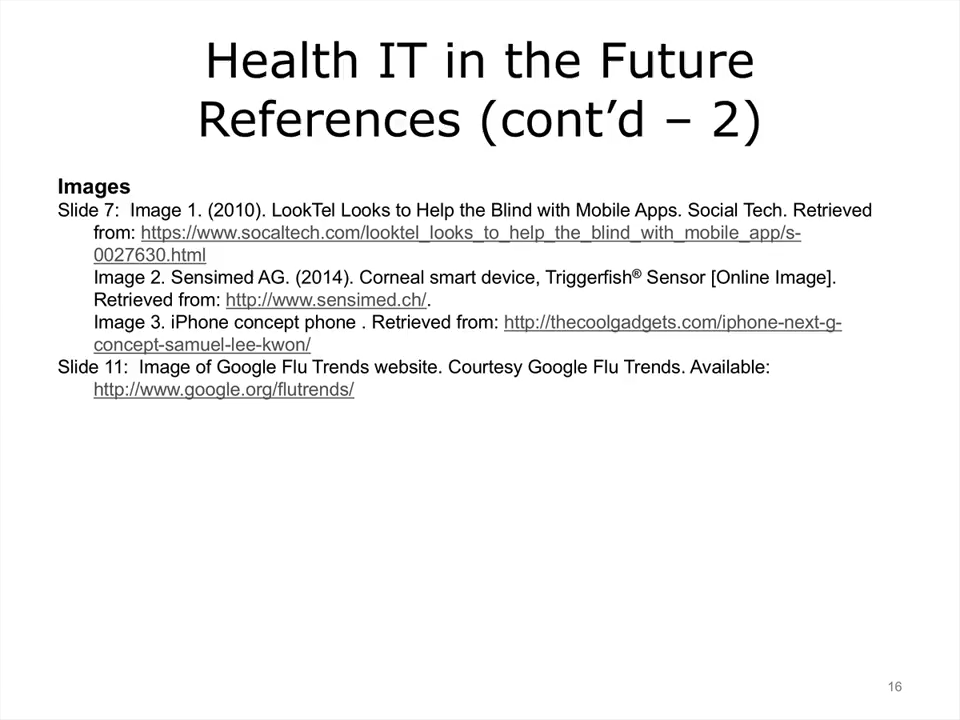 Health IT in the Future
References (cont’d – 2)
Images
Slide 7:  Image 1. (2010). LookTel Looks to Help the Blind with Mobile Apps. Social Tech. Retrieved
from: https://www.socaltech.com/looktel_looks_to_help_the_blind_with_mobile_app/s-
0027630.html
Image 2. Sensimed AG. (2014). Corneal smart device, Triggerfish® Sensor [Online Image].
Retrieved from: http://www.sensimed.ch/.
Image 3. iPhone concept phone . Retrieved from: http://thecoolgadgets.com/iphone-next-g-
concept-samuel-lee-kwon/
Slide 11:  Image of Google Flu Trends website. Courtesy Google Flu Trends. Available:
http://www.google.org/flutrends/
16